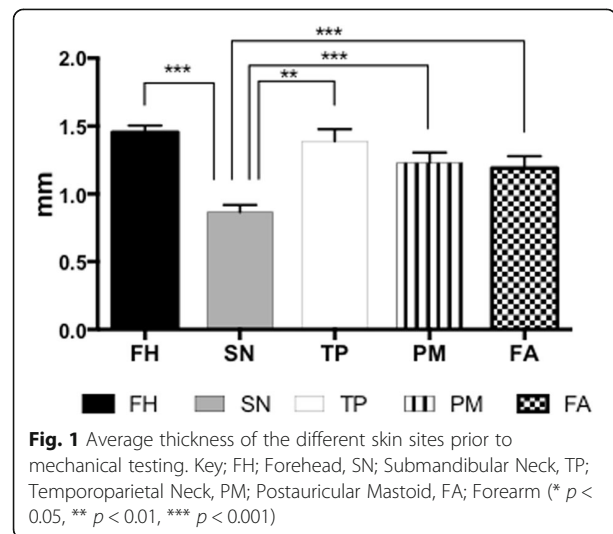 ***
***
***
**
2.0
1.5
1.0
0.5
0.0
mm
FH SN TP PM FA
FH SN TP PM FA
Fig. 1 Average thickness of the different skin sites prior to
mechanical testing. Key; FH; Forehead, SN; Submandibular Neck, TP;
Temporoparietal Neck, PM; Postauricular Mastoid, FA; Forearm (* p <
0.05, ** p < 0.01, *** p < 0.001)